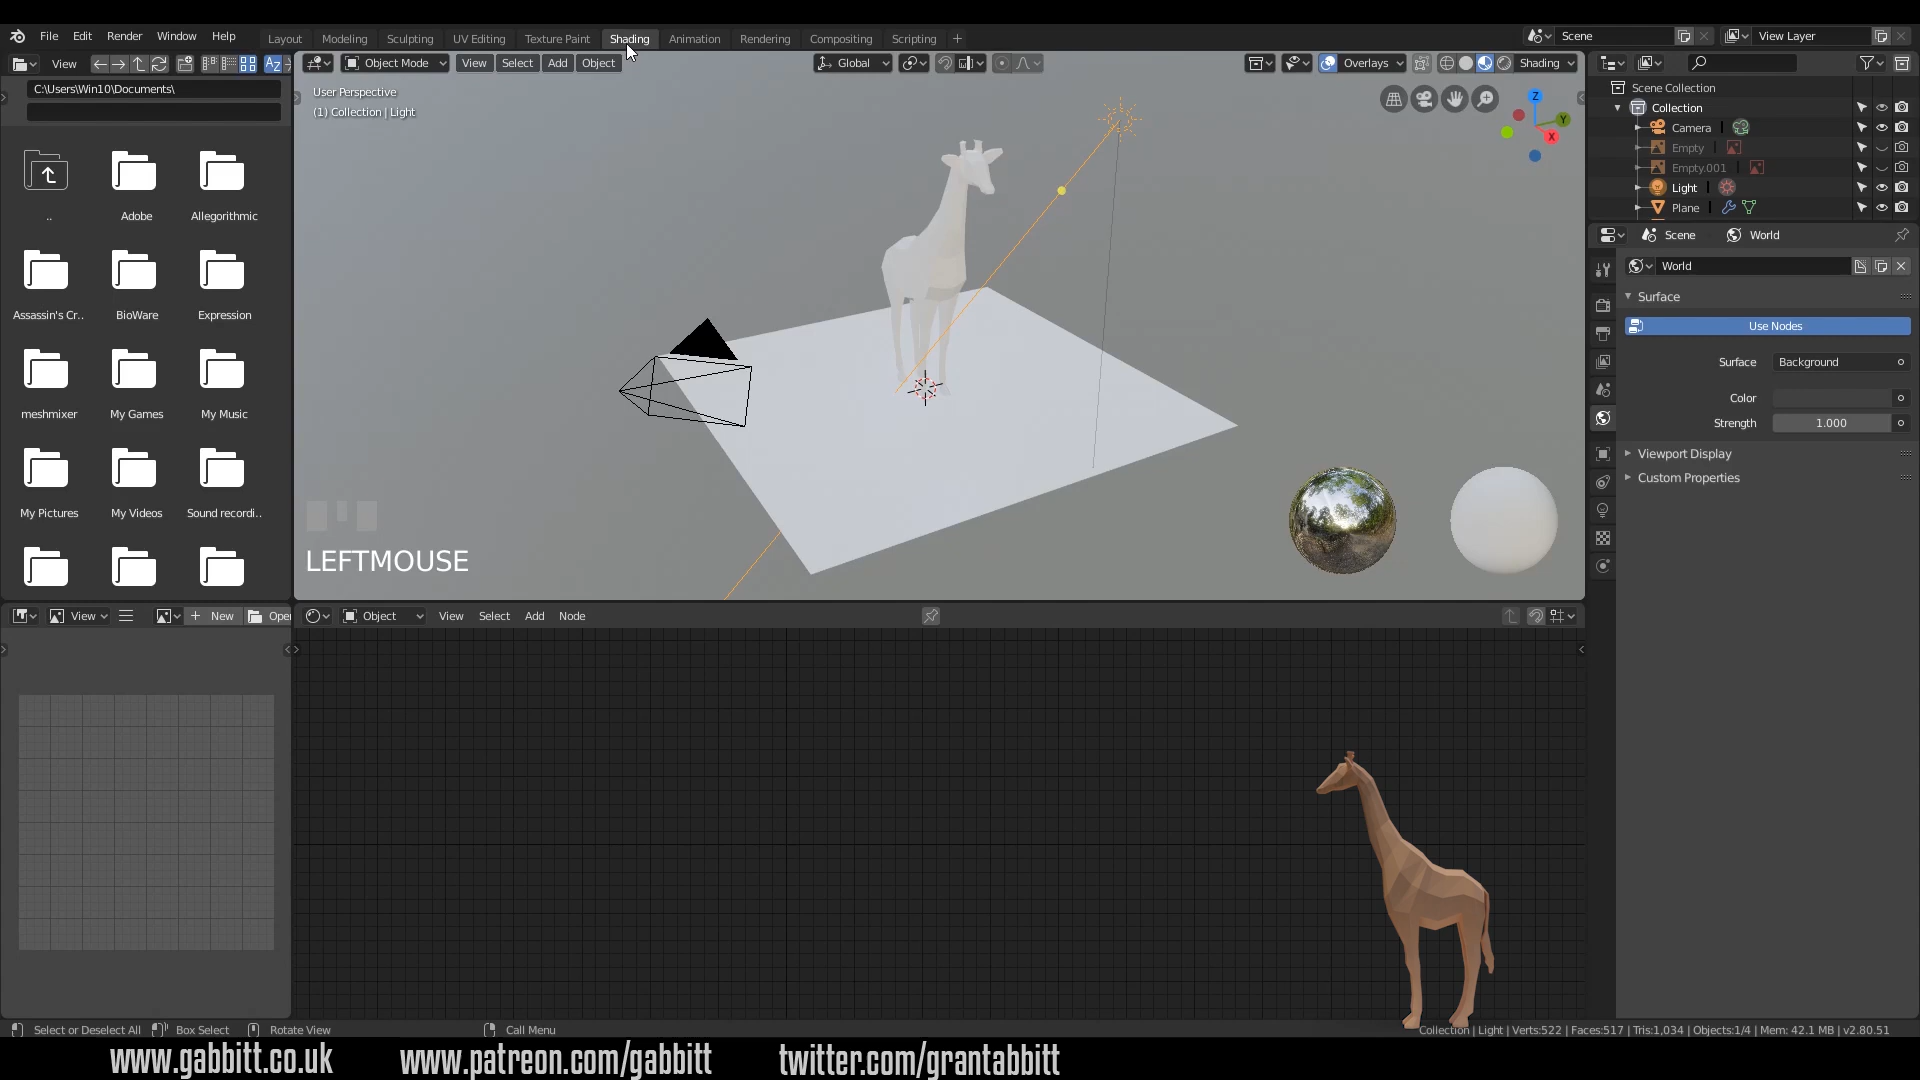 File Edit Render Window Help Layout Modeling Sculpting UV Editing Texture Paint Shading Animation Rendering Compositing Scripting + Scene View Layer
View Az Object Mode View Select Add Object Global Overlays Shading
C:\Users\Win10\Documents\
User Perspective
(1) Collection | Light
Z
Y
X
Scene Collection
Collection
Camera
Empty
Empty.001
Light
Plane
.. Adobe Allegorithmic
Assassin's Cr.. BioWare Expression
meshmixer My Games My Music
My Pictures My Videos Sound recordi..
LEFTMOUSE
Scene World
World
Surface
Use Nodes
Surface Background
Color
Strength 1.000
Viewport Display
Custom Properties
View New Open Object View Select Add Node
Select or Deselect All Box Select Rotate View Call Menu
Collection | Light | Verts:522 | Faces:517 | Tris:1,034 | Objects:1/4 | Mem: 42.1 MB | v2.80.51
www.gabbitt.co.uk www.patreon.com/gabbitt twitter.com/grantabbitt